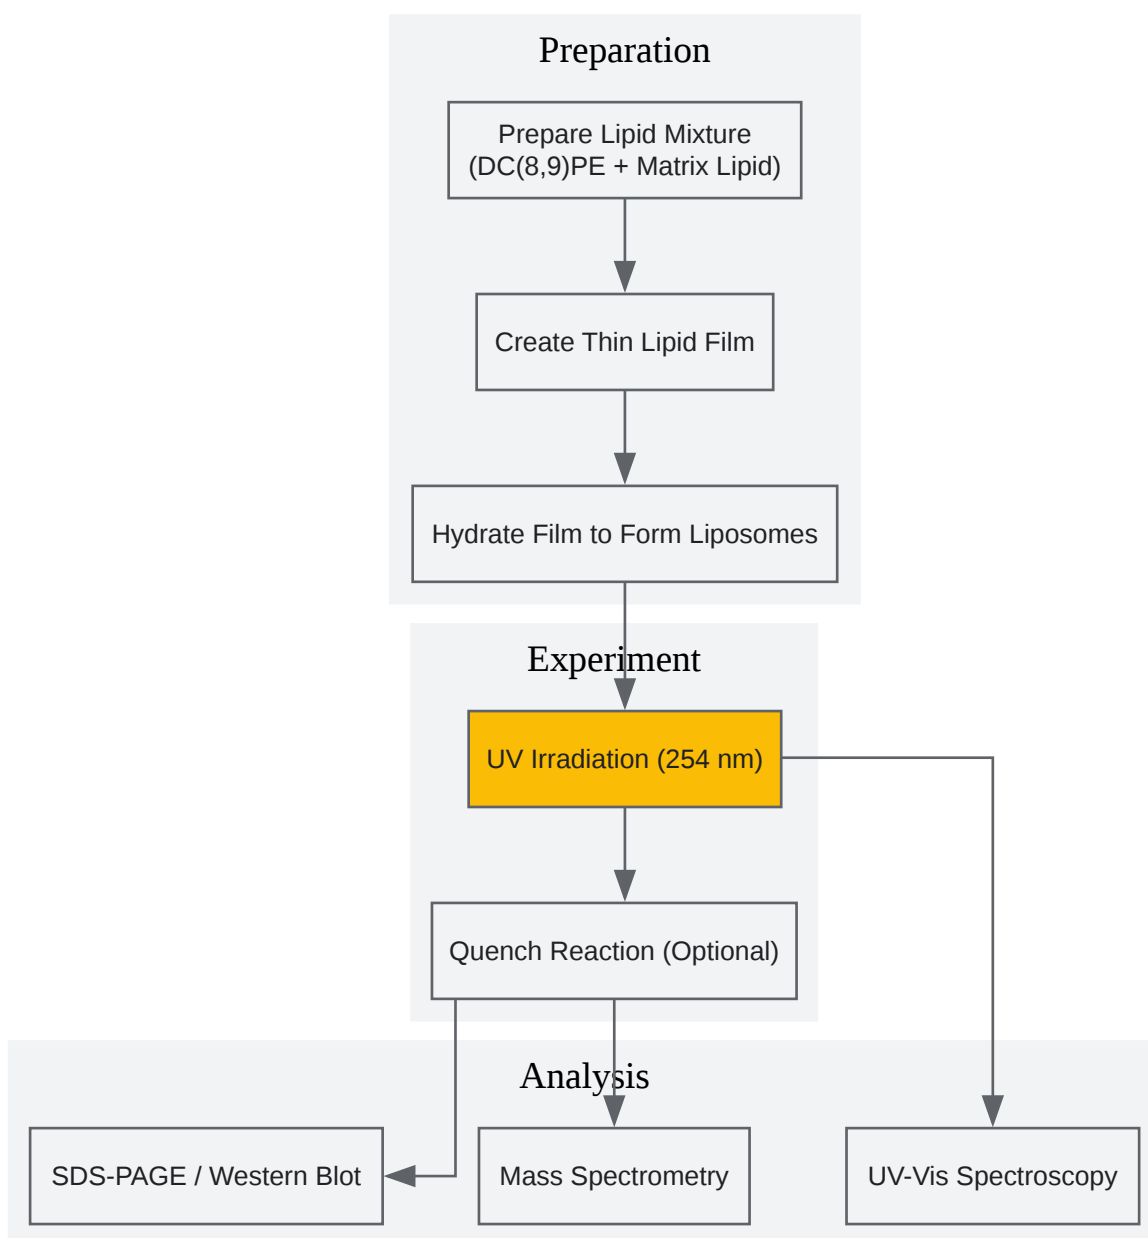 Preparation
Prepare Lipid Mixture
(DC(8,9)PE + Matrix Lipid)
Create Thin Lipid Film
Hydrate Film to Form Liposomes
Experiment
UV Irradiation (254 nm)
Quench Reaction (Optional)
Analysis
SDS-PAGE / Western Blot
Mass Spectrometry
UV-Vis Spectroscopy